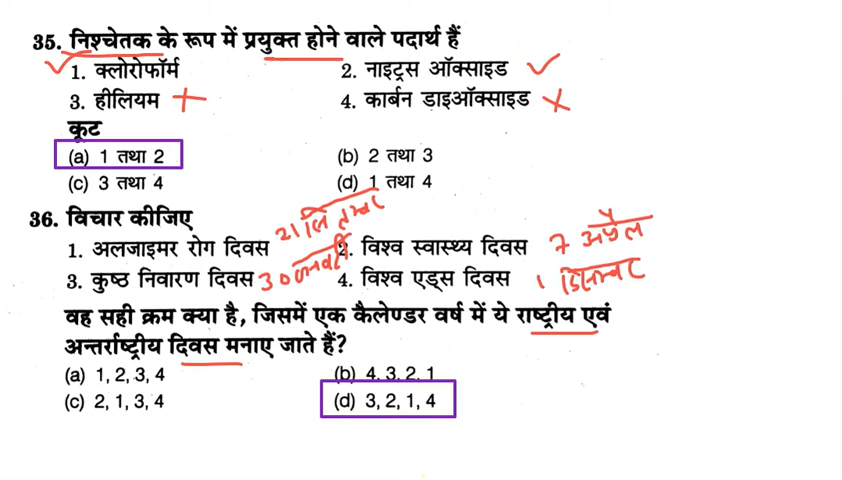 35. निश्चेतक के रूप में प्रयुक्त होने वाले पदार्थ हैं
1. क्लोरोफॉर्म 2. नाइट्रस ऑक्साइड
3. हीलियम 4. कार्बन डाइऑक्साइड
कूट
(a) 1 तथा 2 (b) 2 तथा 3
(c) 3 तथा 4 (d) 1 तथा 4
36. विचार कीजिए
1. अलजाइमर रोग दिवस 21 सितम्बर 2. विश्व स्वास्थ्य दिवस 7 अप्रैल
3. कुष्ठ निवारण दिवस 30 जनवरी 4. विश्व एड्स दिवस 1 दिसम्बर
वह सही क्रम क्या है, जिसमें एक कैलेण्डर वर्ष में ये राष्ट्रीय एवं
अन्तर्राष्ट्रीय दिवस मनाए जाते हैं?
(a) 1, 2, 3, 4 (b) 4, 3, 2, 1
(c) 2, 1, 3, 4 (d) 3, 2, 1, 4